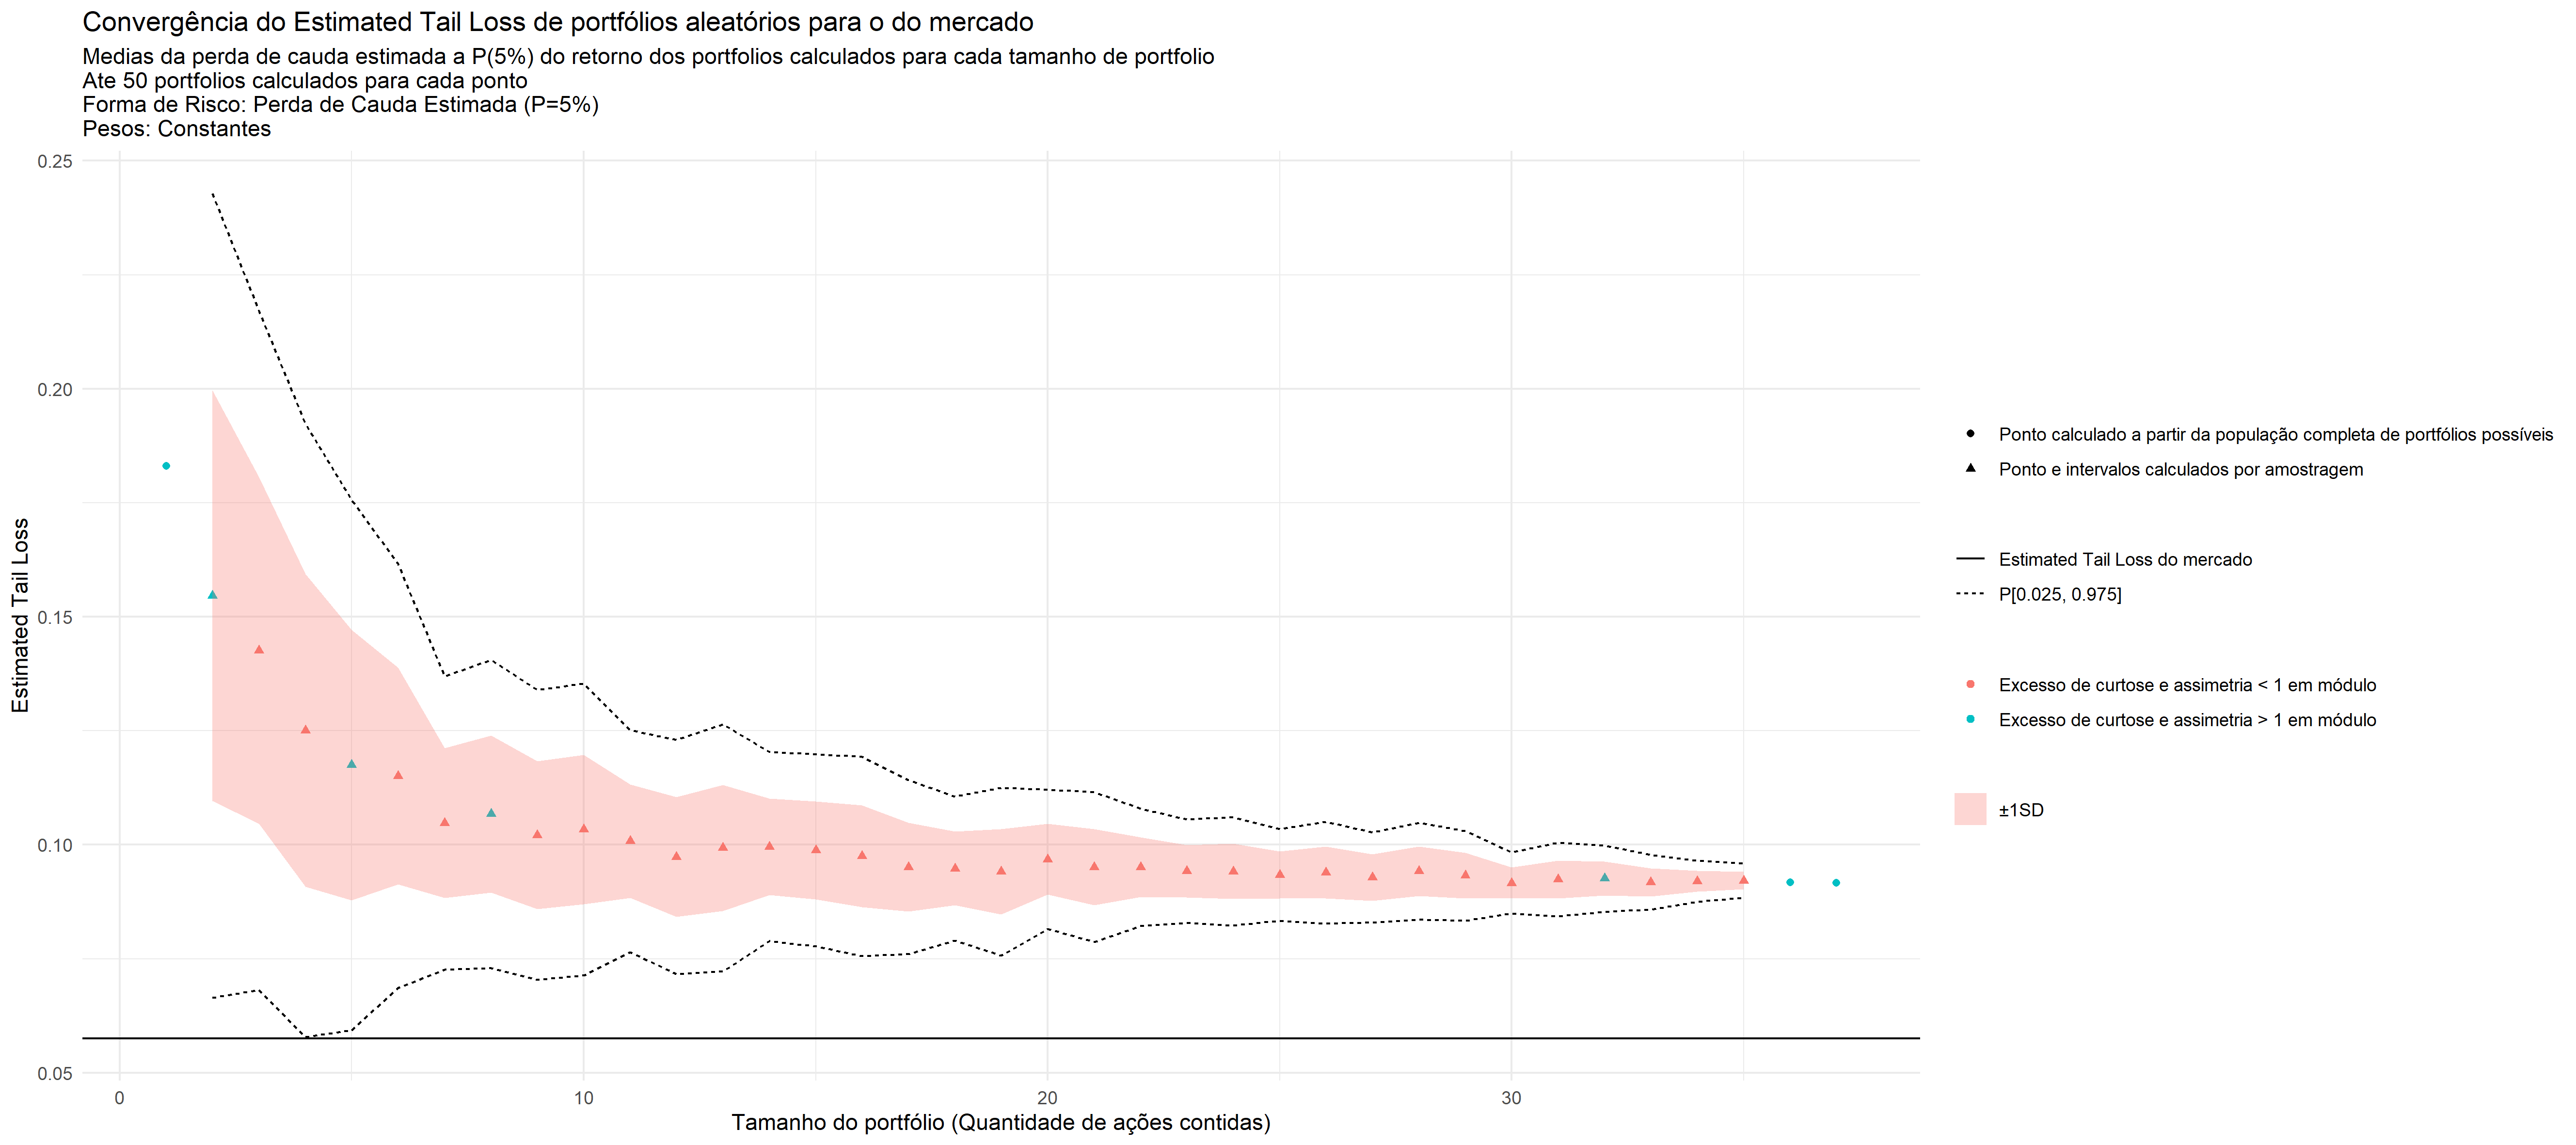 Convergência do Estimated Tail Loss de portfólios aleatórios para o do mercado
Medias da perda de cauda estimada a P(5%) do retorno dos portfolios calculados para cada tamanho de portfolio
Ate 50 portfolios calculados para cada ponto
Forma de Risco: Perda de Cauda Estimada (P=5%)
Pesos: Constantes
Estimated Tail Loss
0.25
0.20
0.15
0.10
0.05
0
10
20
30
Tamanho do portfólio (Quantidade de ações contidas)
Ponto calculado a partir da população completa de portfólios possíveis
Ponto e intervalos calculados por amostragem
Estimated Tail Loss do mercado
P[0.025, 0.975]
Excesso de curtose e assimetria < 1 em módulo
Excesso de curtose e assimetria > 1 em módulo
±1SD